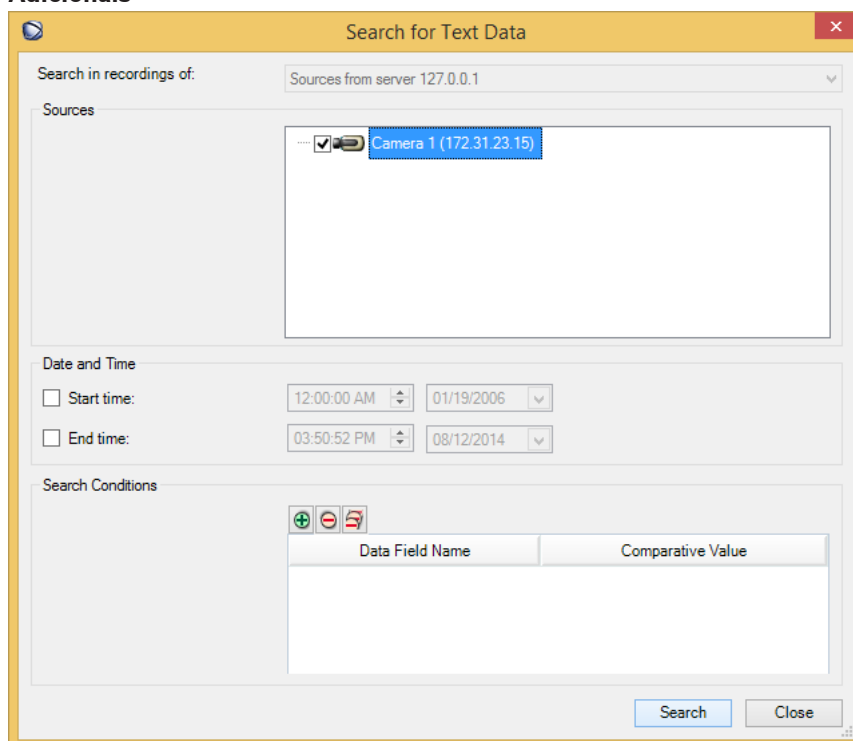 Search for Text Data
Search in recordings of:
Sources from server 127.0.0.1
Sources
Camera 1 (172.31.23.15)
Date and Time
Start time:
12:00:00 AM
01/19/2006
End time:
03:50:52 PM
08/12/2014
Search Conditions
Data Field Name
Comparative Value
Search
Close